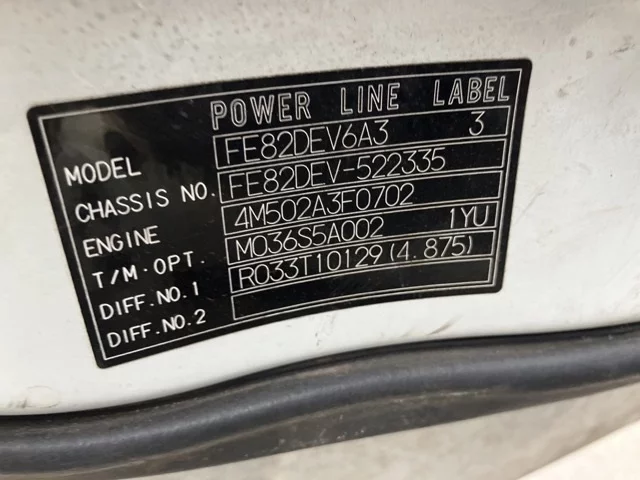 POWER LINE LABEL
MODEL FE82DEV6A3 3
CHASSIS NO. FE82DEV-522335
ENGINE 4M502A3F0702
T/M·OPT. M036S5A002 1YU
DIFF.NO.1 R033T10129(4.875)
DIFF.NO.2